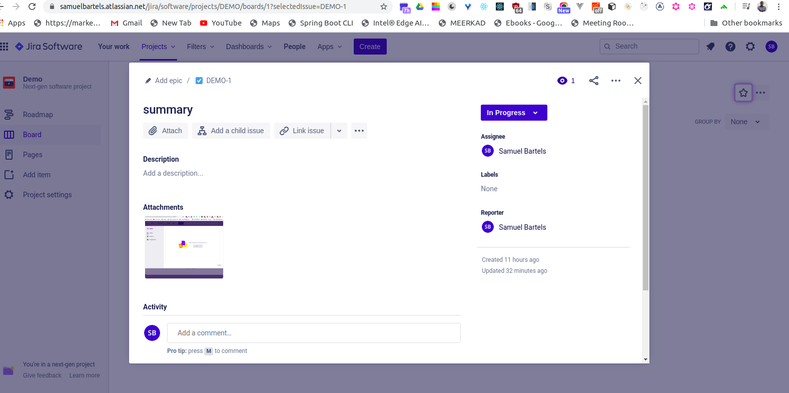 samuelbartels.atlassian.net/jira/software/projects/DEMO/boards/1?selectedIssue=DEMO-1
Apps https://marke... Gmail New Tab YouTube Maps Spring Boot CLI Intel® Edge AI... MEERKAD Ebooks - Goog... Meeting Roo... Other bookmarks
Jira Software Your work Projects Filters Dashboards People Apps Create Search SB
Demo
Next-gen software project
Roadmap
Board
Pages
Add item
Project settings
You're in a next-gen project
Give feedback Learn more
GROUP BY None
Add epic / DEMO-1 1
summary
Attach Add a child issue Link issue
Description
Add a description...
Attachments
Activity
SB Add a comment...
Pro tip: press M to comment
In Progress
Assignee
SB Samuel Bartels
Labels
None
Reporter
SB Samuel Bartels
Created 11 hours ago
Updated 32 minutes ago